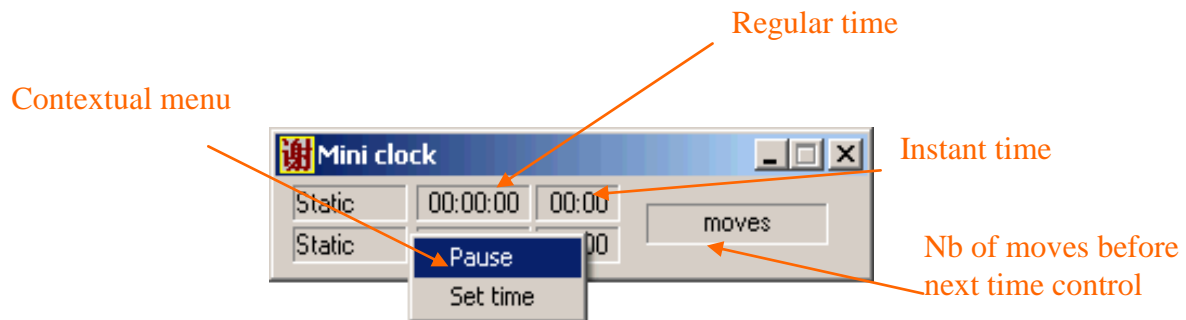 Regular time
Contextual menu
谢 Mini clock
Instant time
Static 00:00:00 00:00
moves
Static 00
Pause
Set time
Nb of moves before
next time control